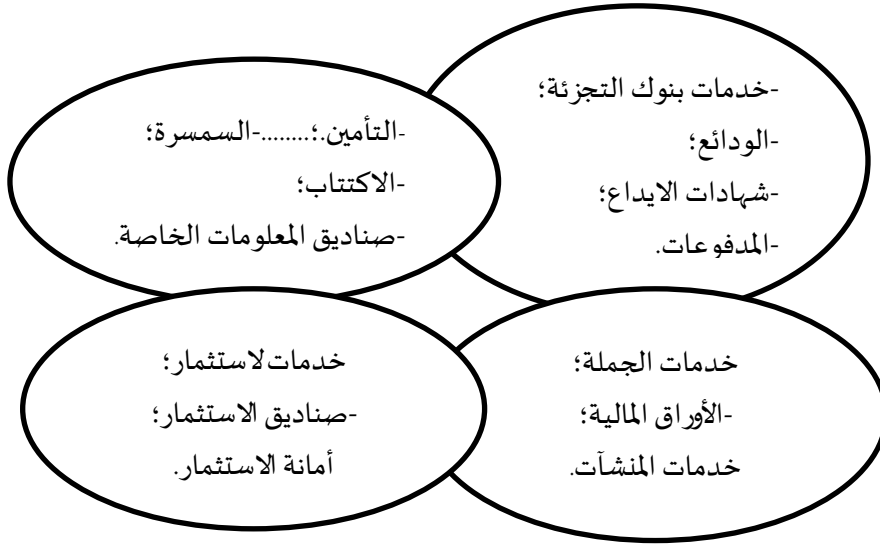 -خدمات بنوك التجزئة؛
-الودائع؛
-شهادات الايداع؛
-المدفوعات.
-التأمين.؛........-السمسرة؛
-الاكتتاب؛
-صناديق المعلومات الخاصة.
خدمات الجملة؛
-الأوراق المالية؛
خدمات المنشآت.
خدمات لاستثمار؛
-صناديق الاستثمار؛
أمانة الاستثمار.